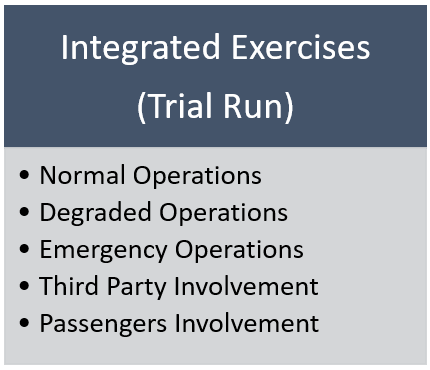 Integrated Exercises
(Trial Run)
• Normal Operations
• Degraded Operations
• Emergency Operations
• Third Party Involvement
• Passengers Involvement